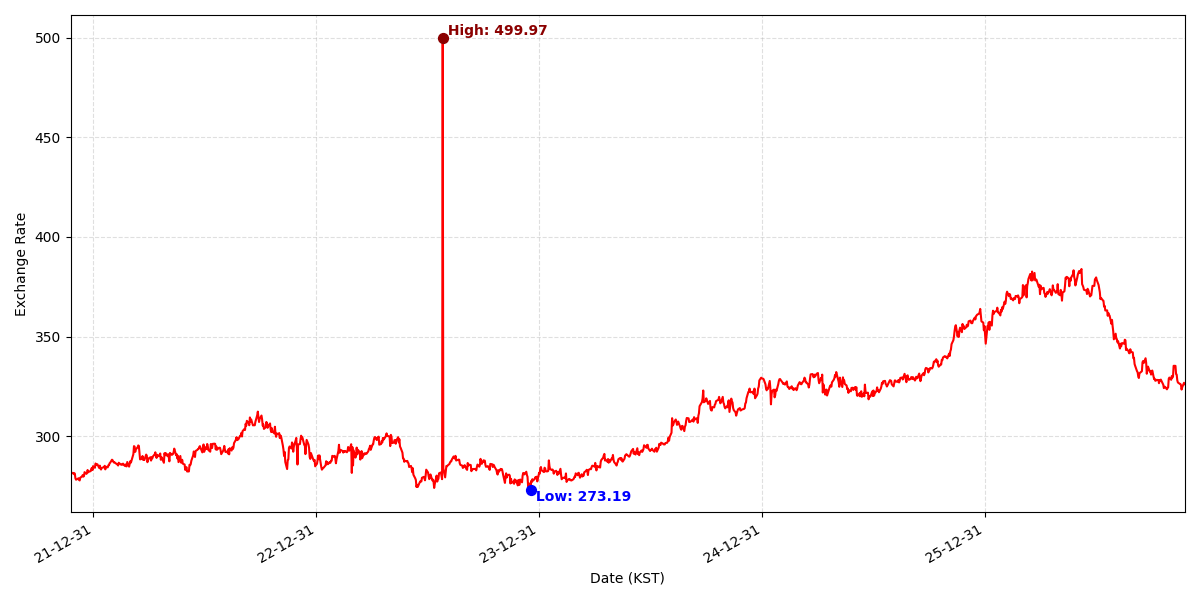 High: 499.97
500
450
400
350
300
Exchange Rate
Low: 273.19
21-12-31
22-12-31
23-12-31
24-12-31
25-12-31
Date (KST)